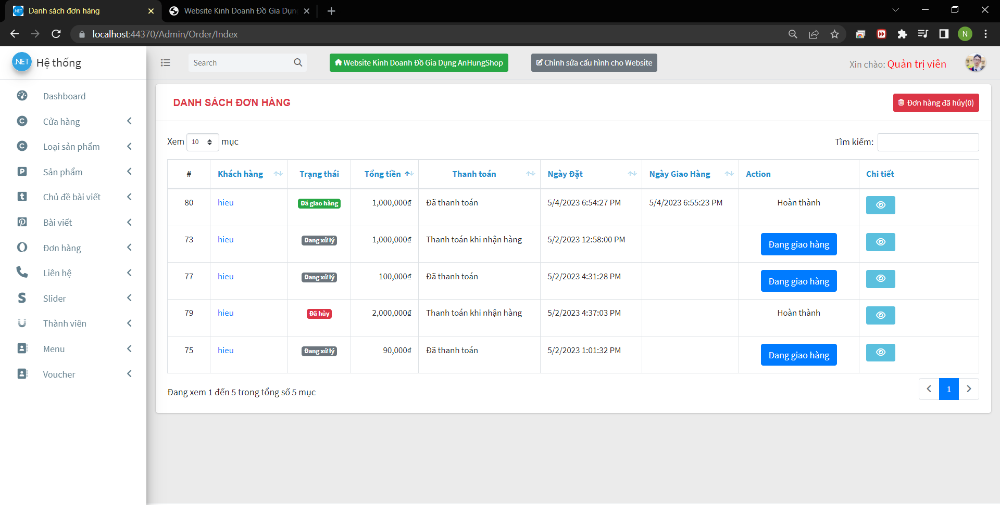 Danh sách đơn hàng
Website Kinh Doanh Đồ Gia Dụng
localhost:44370/Admin/Order/Index
N
.NET Hệ thống
Search
Website Kinh Doanh Đồ Gia Dụng AnHungShop
Chỉnh sửa cấu hình cho Website
Xin chào: Quản trị viên
Dashboard
Cửa hàng
Loại sản phẩm
Sản phẩm
Chủ đề bài viết
Bài viết
Đơn hàng
Liên hệ
Slider
Thành viên
Menu
Voucher
DANH SÁCH ĐƠN HÀNG
Đơn hàng đã hủy(0)
Xem 10 mục
Tìm kiếm:
# Khách hàng Trạng thái Tổng tiền Thanh toán Ngày Đặt Ngày Giao Hàng Action Chi tiết
80 hieu Đã giao hàng 1,000,000₫ Đã thanh toán 5/4/2023 6:54:27 PM 5/4/2023 6:55:23 PM Hoàn thành
73 hieu Đang xử lý 1,000,000₫ Thanh toán khi nhận hàng 5/2/2023 12:58:00 PM Đang giao hàng
77 hieu Đang xử lý 100,000₫ Đã thanh toán 5/2/2023 4:31:28 PM Đang giao hàng
79 hieu Đã hủy 2,000,000₫ Thanh toán khi nhận hàng 5/2/2023 4:37:03 PM Hoàn thành
75 hieu Đang xử lý 90,000₫ Đã thanh toán 5/2/2023 1:01:32 PM Đang giao hàng
Đang xem 1 đến 5 trong tổng số 5 mục
1